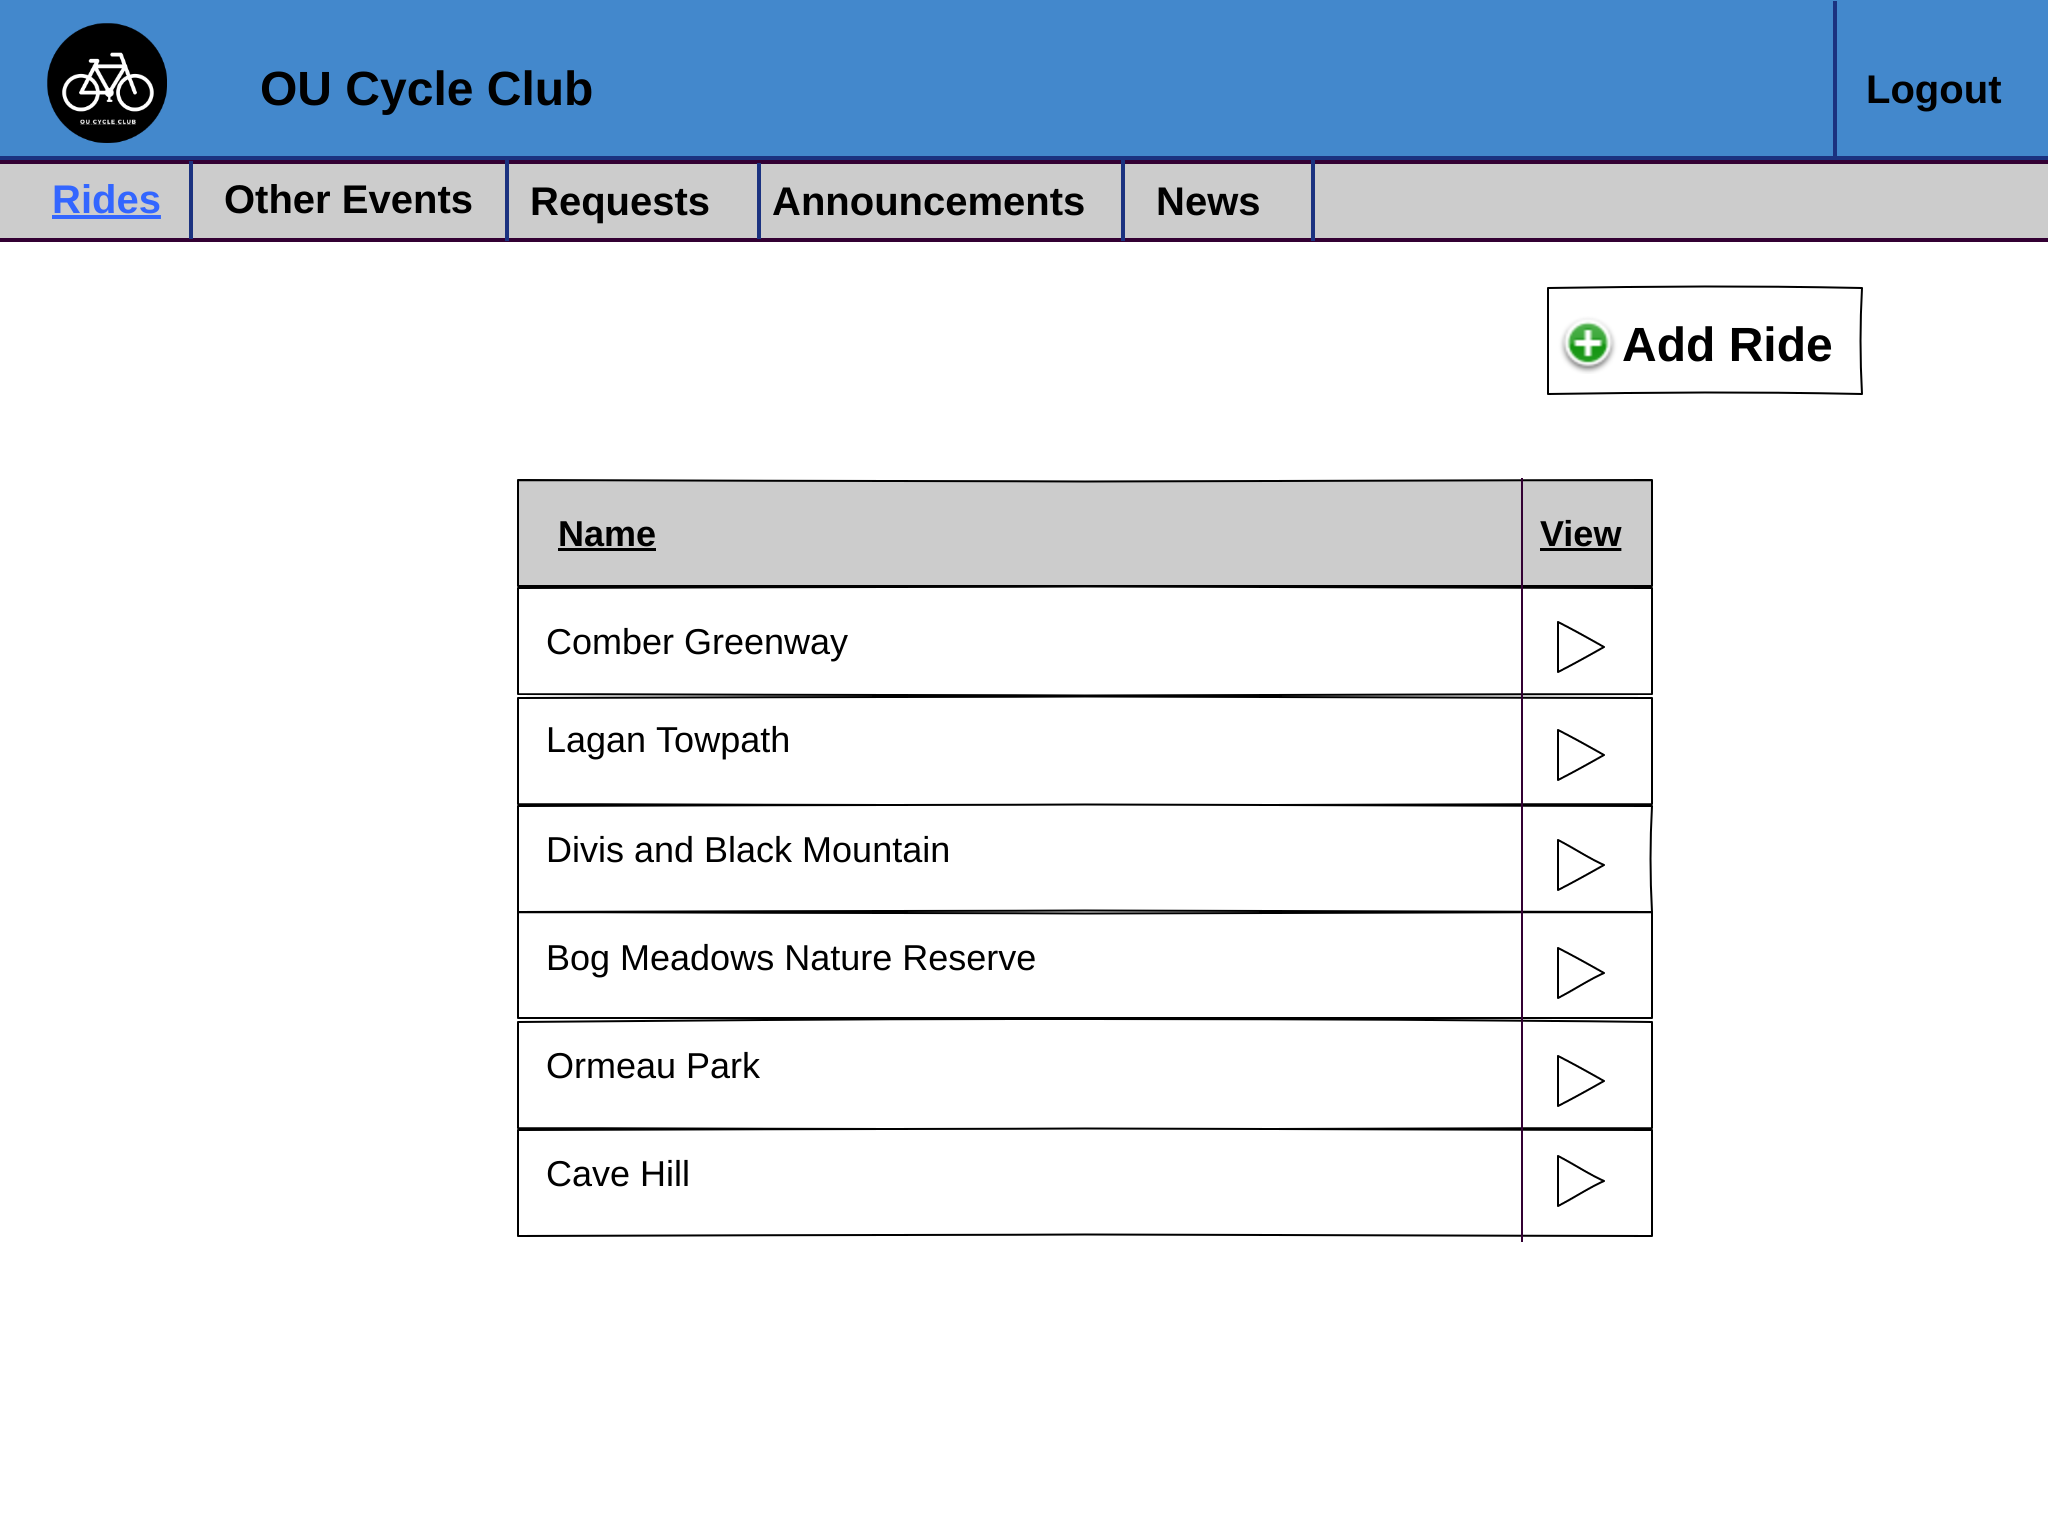 OU CYCLE CLUB
OU Cycle Club
Logout
Rides
Other Events
Requests
Announcements
News
Add Ride
Name
View
Comber Greenway
Lagan Towpath
Divis and Black Mountain
Bog Meadows Nature Reserve
Ormeau Park
Cave Hill